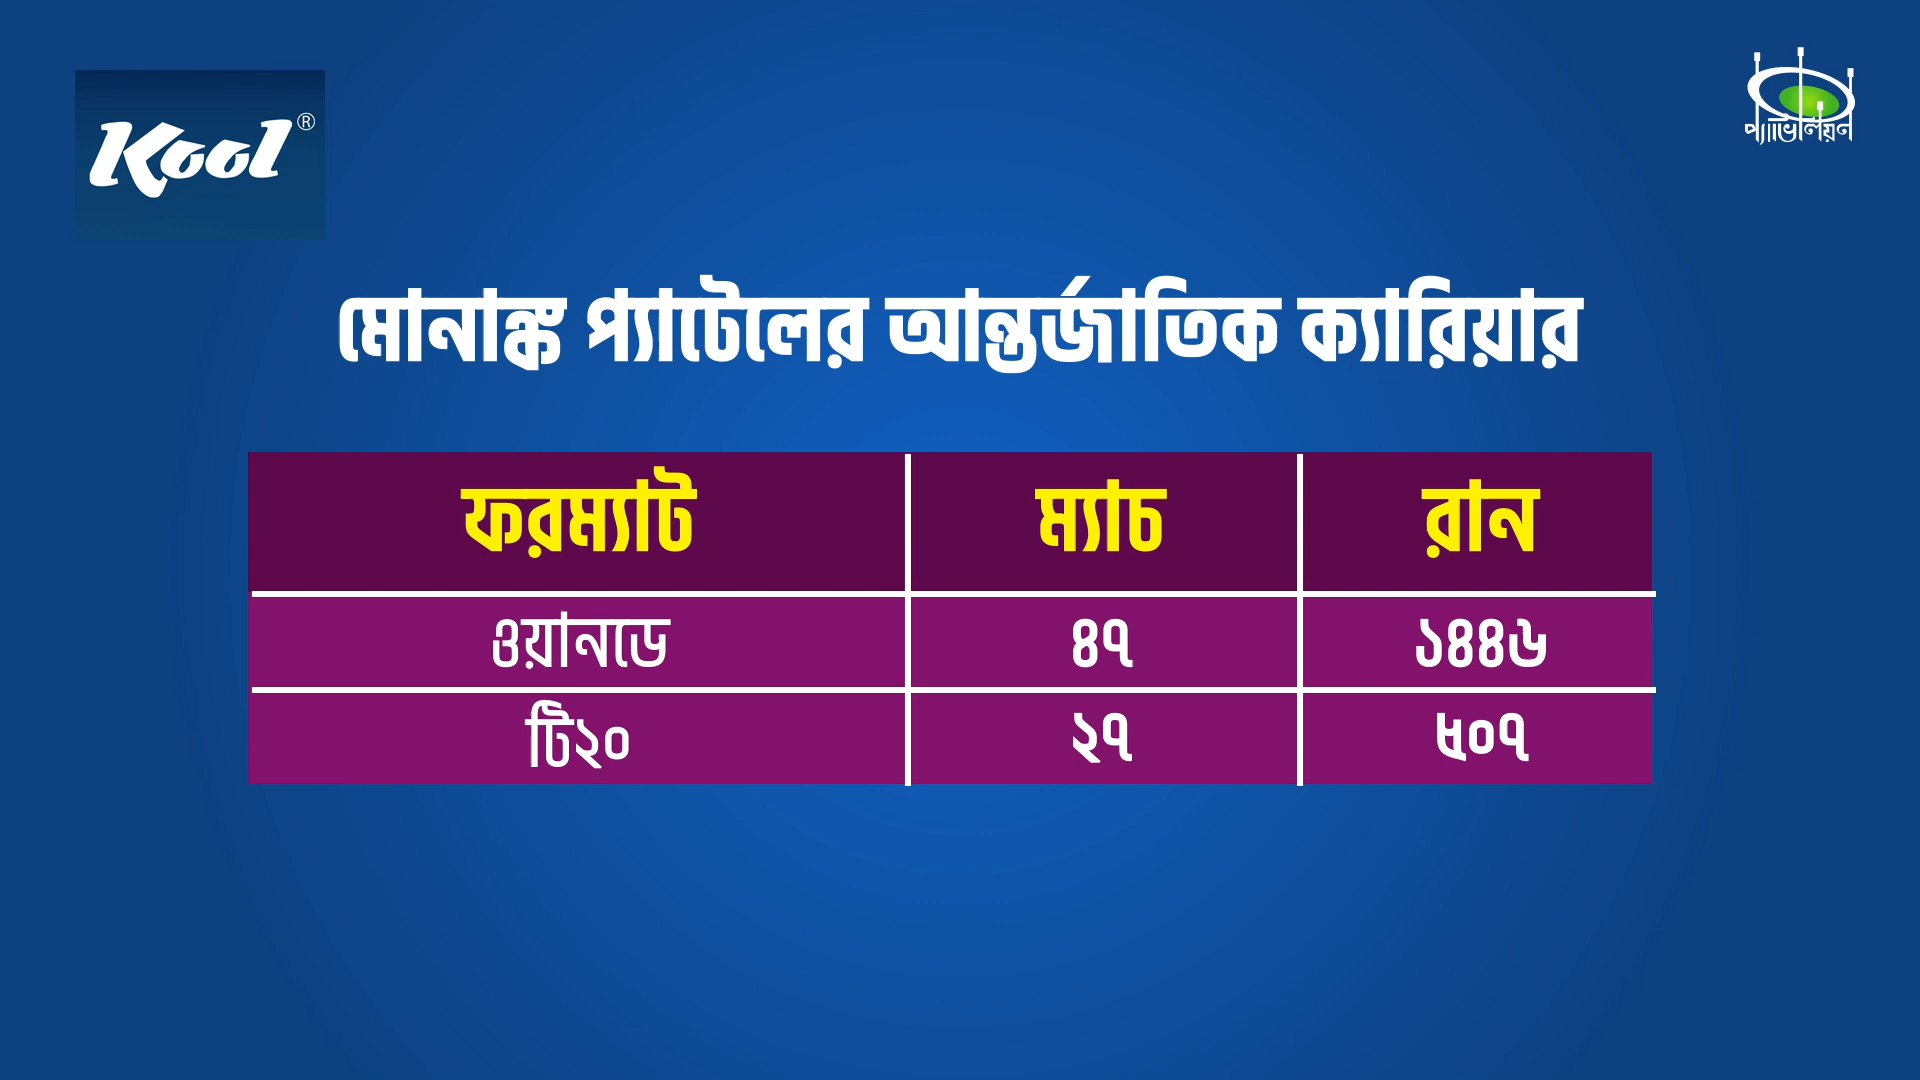 Kool®
প্যাভিলিয়ন
মোনাঙ্ক প্যাটেলের আন্তর্জাতিক ক্যারিয়ার
ফরম্যাট ম্যাচ রান
ওয়ানডে ৪৭ ১৪৪৬
টি২০ ২৭ ৫০৭